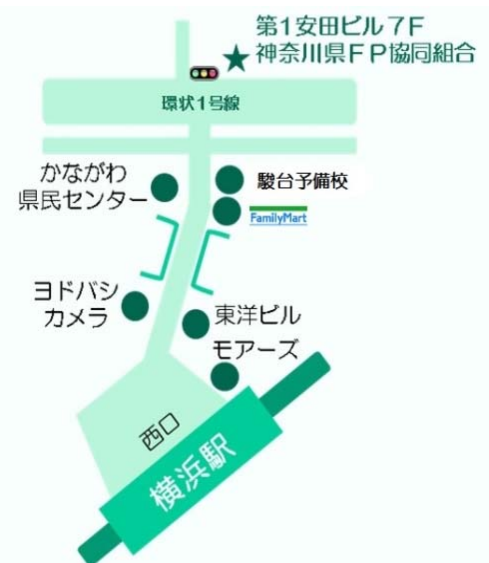 第1安田ビル7F
神奈川県FP協同組合
環状1号線
かながわ
県民センター
駿台予備校
FamilyMart
ヨドバシ
カメラ
東洋ビル
モアーズ
西口
横浜駅